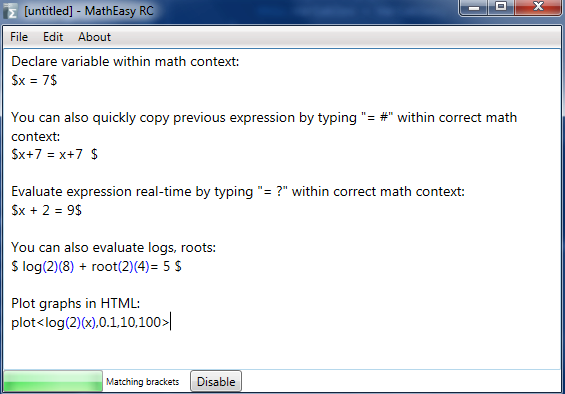 [untitled] - MathEasy RC
File Edit About
Declare variable within math context:
$x = 7$
You can also quickly copy previous expression by typing "= #" within correct math
context:
$x+7 = x+7  $
Evaluate expression real-time by typing "= ?" within correct math context:
$x + 2 = 9$
You can also evaluate logs, roots:
$ log(2)(8) + root(2)(4)= 5 $
Plot graphs in HTML:
plot<log(2)(x),0.1,10,100>
Matching brackets Disable